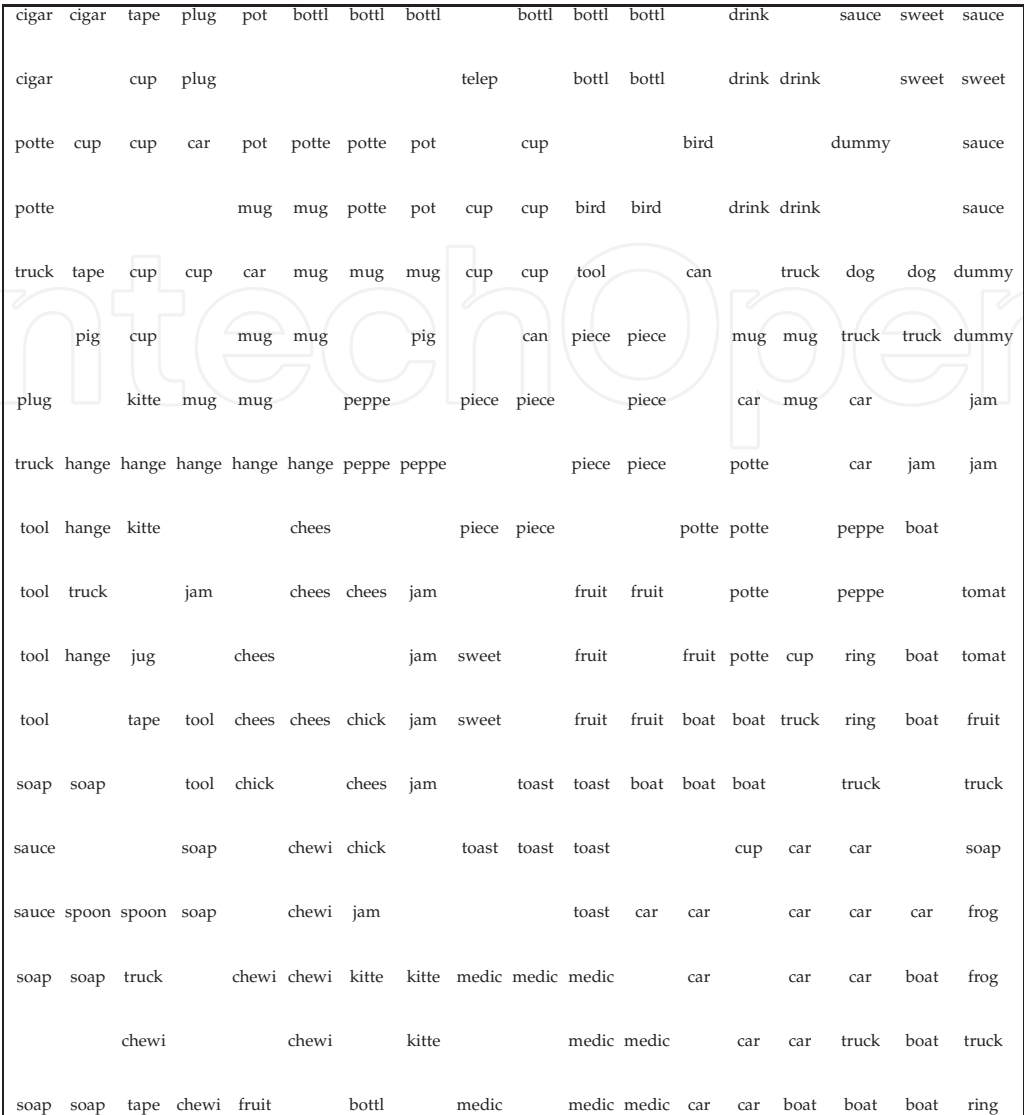 cigar cigar tape plug pot bottl bottl bottl bottl bottl bottl drink sauce sweet sauce
cigar cup plug telep bottl bottl drink drink sweet sweet
potte cup cup car pot potte potte pot cup bird dummy sauce
potte mug mug potte pot cup cup bird bird drink drink sauce
truck tape cup cup car mug mug mug cup cup tool can truck dog dog dummy
pig cup mug mug pig can piece piece mug mug truck truck dummy
plug kitte mug mug peppe piece piece piece car mug car jam
truck hange hange hange hange hange peppe peppe piece piece potte car jam jam
tool hange kitte chees piece piece potte potte peppe boat
tool truck jam chees chees jam fruit fruit potte peppe tomat
tool hange jug chees jam sweet fruit fruit potte cup ring boat tomat
tool tape tool chees chees chick jam sweet fruit fruit boat boat truck ring boat fruit
soap soap tool chick chees jam toast toast boat boat boat truck truck
sauce soap chewi chick toast toast toast cup car car soap
sauce spoon spoon soap chewi jam toast car car car car car frog
soap soap truck chewi chewi kitte kitte medic medic medic car car car boat frog
chewi chewi kitte medic medic car car truck boat truck
soap soap tape chewi fruit bottl medic medic medic car car boat boat boat ring
ntechOpen